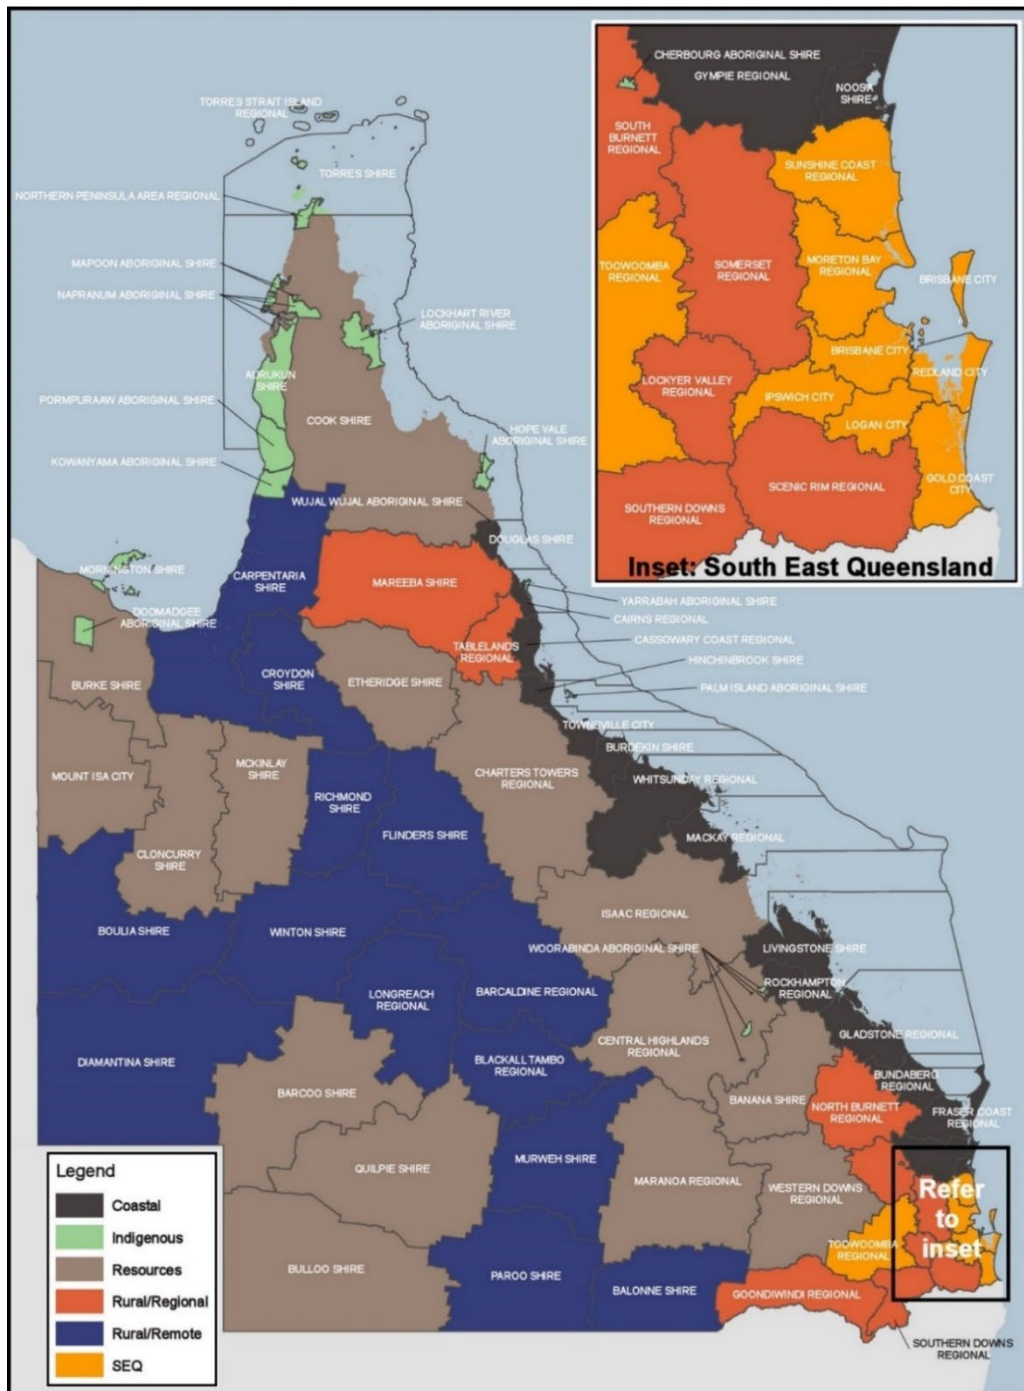 CHERBOURG ABORIGINAL SHIRE
GYMPIE REGIONAL
NOOSA
SHIRE
SOUTH
BURNETT
REGIONAL
SUNSHINE COAST
REGIONAL
TOOWOOMBA
REGIONAL
SOMERSET
REGIONAL
MORETON BAY
REGIONAL
BRISBANE CITY
BRISBANE CITY
REDLAND CITY
LOCKYER VALLEY
REGIONAL
IPSWICH CITY
LOGAN CITY
SCENIC RIM REGIONAL
GOLD COAST
CITY
SOUTHERN DOWNS
REGIONAL
Inset: South East Queensland
TORRES STRAIT ISLAND
REGIONAL
TORRES SHIRE
NORTHERN PENINSULA AREA REGIONAL
MAPOON ABORIGINAL SHIRE
NAPRANUM ABORIGINAL SHIRE
LOCKHART RIVER
ABORIGINAL SHIRE
AURUKUN
SHIRE
PORMPURAAW ABORIGINAL SHIRE
COOK SHIRE
HOPE VALE
ABORIGINAL SHIRE
KOWANYAMA ABORIGINAL SHIRE
WUJAL WUJAL ABORIGINAL SHIRE
DOUGLAS SHIRE
MORNINGTON SHIRE
CARPENTARIA
SHIRE
MAREEBA SHIRE
YARRABAH ABORIGINAL SHIRE
DOOMADGEE
ABORIGINAL SHIRE
CAIRNS REGIONAL
TABLELANDS
REGIONAL
CASSOWARY COAST REGIONAL
HINCHINBROOK SHIRE
BURKE SHIRE
CROYDON
SHIRE
ETHERIDGE SHIRE
PALM ISLAND ABORIGINAL SHIRE
TOWNSVILLE CITY
BURDEKIN SHIRE
MOUNT ISA CITY
MCKINLAY
SHIRE
CHARTERS TOWERS
REGIONAL
WHITSUNDAY REGIONAL
RICHMOND
SHIRE
FLINDERS SHIRE
MACKAY REGIONAL
CLONCURRY
SHIRE
ISAAC REGIONAL
BOULIA SHIRE
WINTON SHIRE
WOORABINDA ABORIGINAL SHIRE
LIVINGSTONE SHIRE
LONGREACH
REGIONAL
BARCALDINE REGIONAL
ROCKHAMPTON
REGIONAL
CENTRAL HIGHLANDS
REGIONAL
GLADSTONE REGIONAL
DIAMANTINA SHIRE
BLACKALL TAMBO
REGIONAL
BUNDABERG
REGIONAL
BARCOO SHIRE
BANANA SHIRE
NORTH BURNETT
REGIONAL
FRASER COAST
REGIONAL
QUILPIE SHIRE
MURWEH SHIRE
MARANOA REGIONAL
WESTERN DOWNS
REGIONAL
Refer
to
inset
TOOWOOMBA
REGIONAL
BULLOO SHIRE
PAROO SHIRE
BALONNE SHIRE
GOONDIWINDI REGIONAL
SOUTHERN DOWNS
REGIONAL
Legend
Coastal
Indigenous
Resources
Rural/Regional
Rural/Remote
SEQ